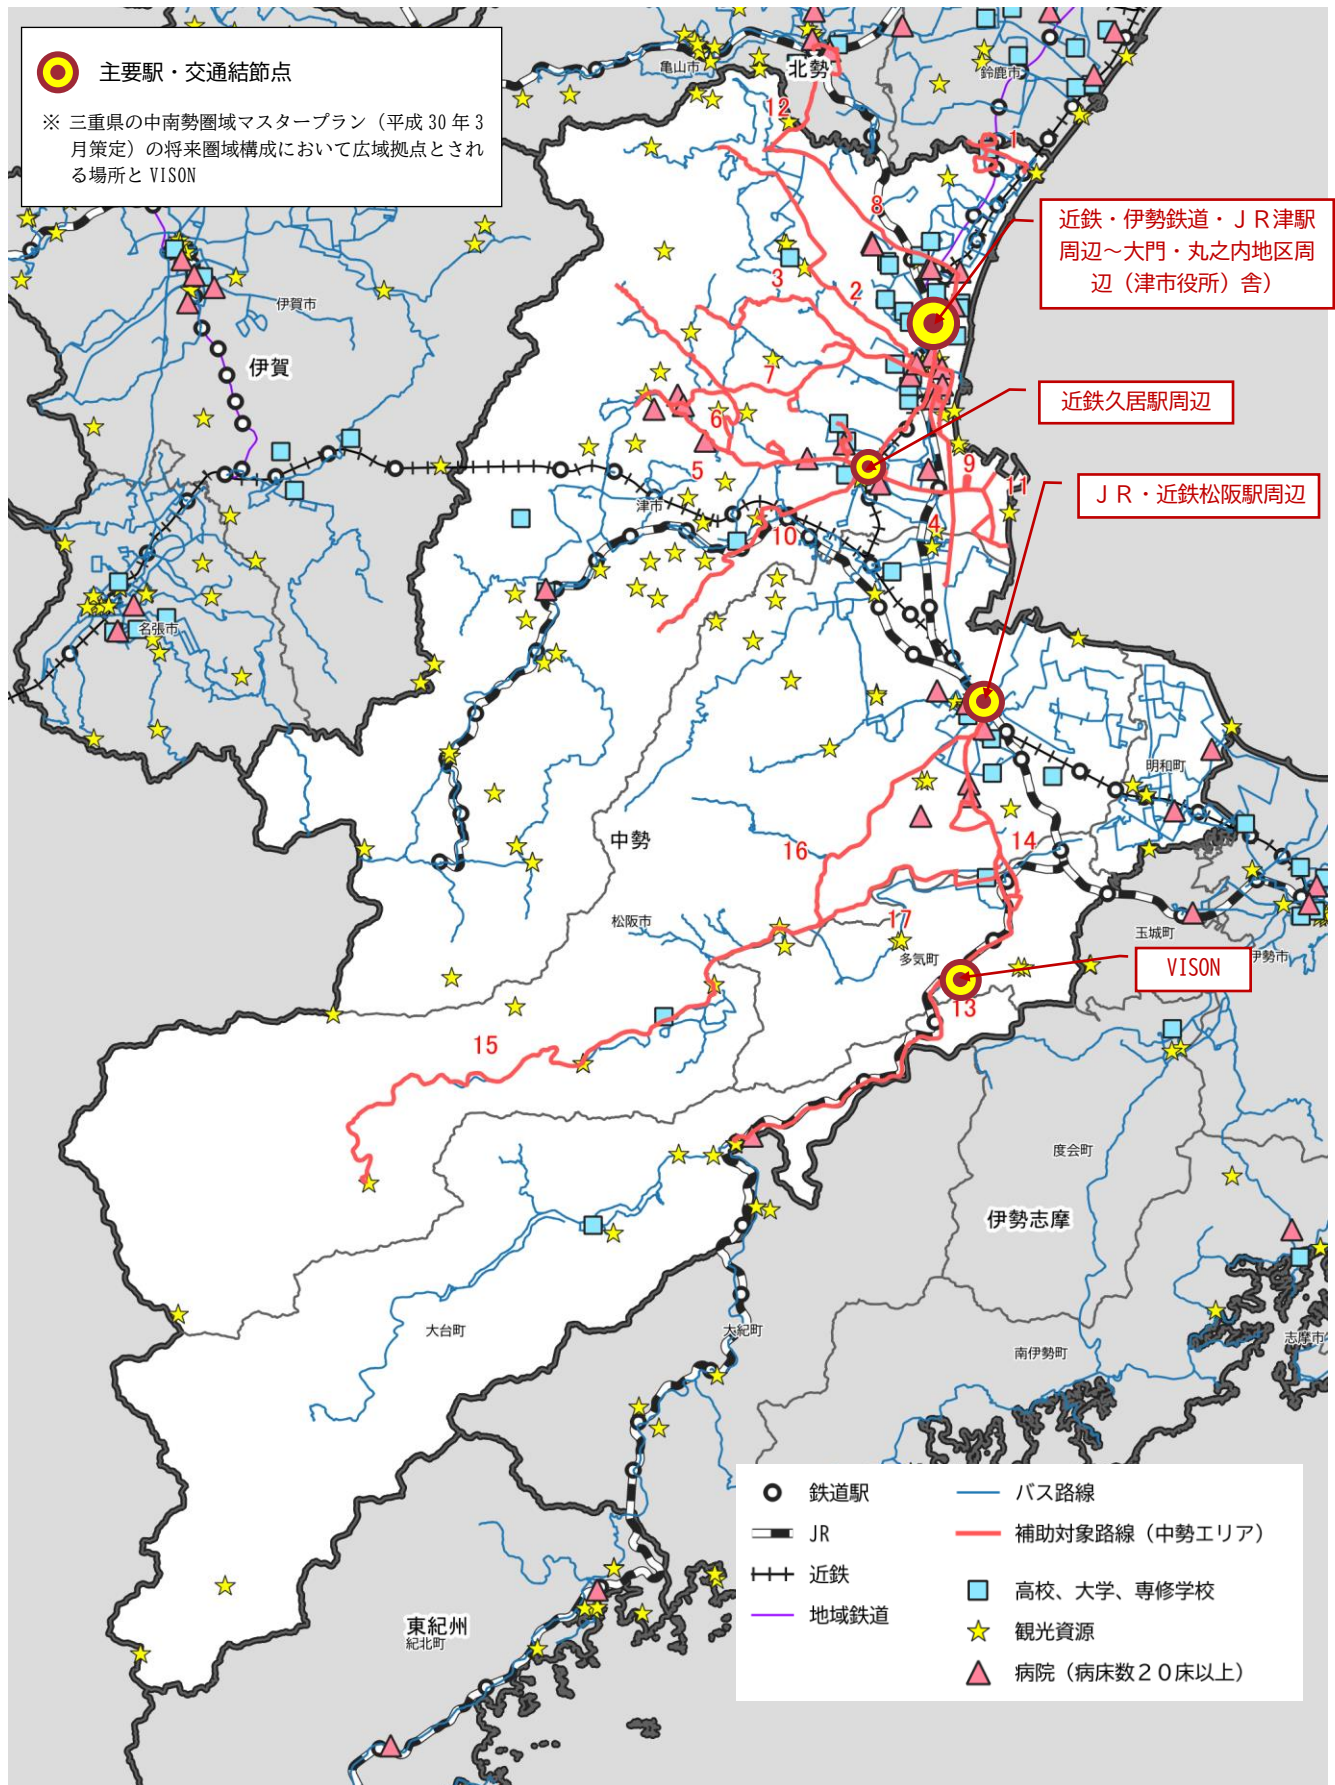 主要駅・交通結節点
※ 三重県の中南勢圏域マスタープラン（平成 30 年 3
月策定）の将来圏域構成において広域拠点とされ
る場所と VISON
亀山市
北勢
鈴鹿市
12
1
8
近鉄・伊勢鉄道・ＪＲ津駅
周辺～大門・丸之内地区周
辺（津市役所）舎）
伊賀市
3
2
伊賀
7
近鉄久居駅周辺
6
5
9
11
津市
ＪＲ・近鉄松阪駅周辺
10
4
名張市
明和町
中勢
16
14
松阪市
17
多気町
玉城町
伊勢市
VISON
13
15
度会町
伊勢志摩
大台町
大紀町
南伊勢町
志摩市
東紀州
紀北町
鉄道駅
JR
近鉄
地域鉄道
バス路線
補助対象路線（中勢エリア）
高校、大学、専修学校
観光資源
病院（病床数２０床以上）